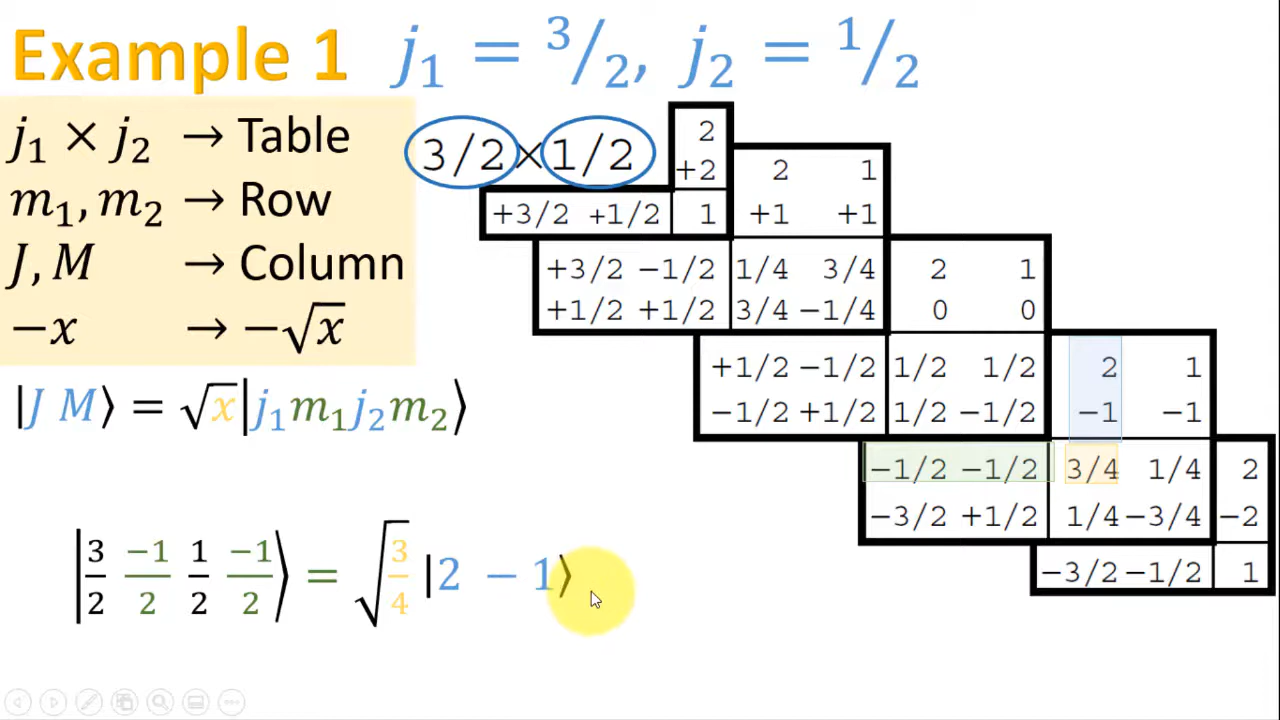 Example 1 j₁ = 3/2, j₂ = 1/2
j₁ × j₂ → Table
m₁, m₂ → Row
J, M → Column
−x → −√x
|J M⟩ = √x|j₁m₁j₂m₂⟩
|3/2 −1/2 1/2 −1/2⟩ = √3/4 |2 −1⟩
3/2×1/2
2
+2 2 1
+3/2 +1/2 1 +1 +1
+3/2 −1/2 1/4 3/4 2 1
+1/2 +1/2 3/4 −1/4 0 0
+1/2 −1/2 1/2 1/2 2 1
−1/2 +1/2 1/2 −1/2 −1 −1
−1/2 −1/2 3/4 1/4 2
−3/2 +1/2 1/4 −3/4 −2
−3/2 −1/2 1